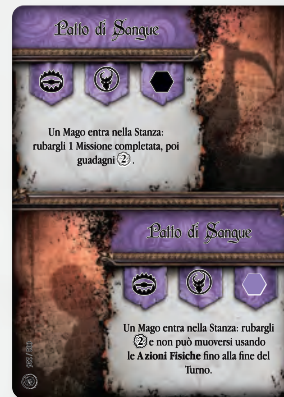 Patto di Sangue
Un Mago entra nella Stanza:
rubargli 1 Missione completata, poi
guadagni 2.
Patto di Sangue
Un Mago entra nella Stanza: rubargli
2 e non può muoversi usando
le Azioni Fisiche fino alla fine del
Turno.